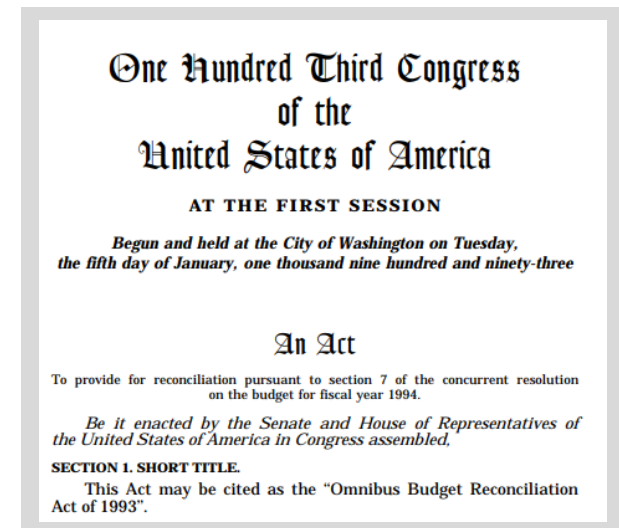 One Hundred Third Congress
of the
United States of America
AT THE FIRST SESSION
Begun and held at the City of Washington on Tuesday,
the fifth day of January, one thousand nine hundred and ninety-three
An Act
To provide for reconciliation pursuant to section 7 of the concurrent resolution
on the budget for fiscal year 1994.
Be it enacted by the Senate and House of Representatives of
the United States of America in Congress assembled,
SECTION 1. SHORT TITLE.
This Act may be cited as the “Omnibus Budget Reconciliation
Act of 1993”.